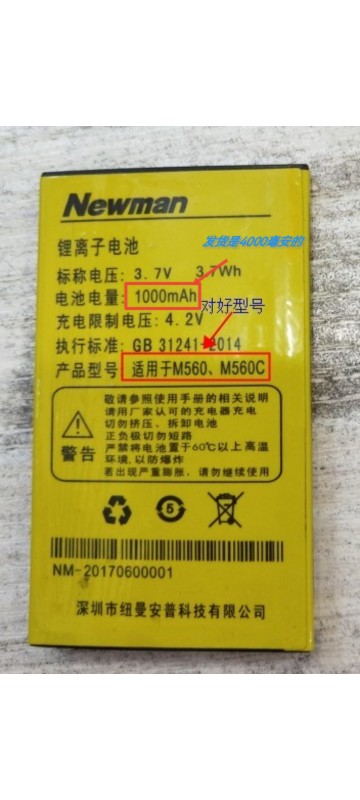 Newman
锂离子电池
发货是4000毫安的
标称电压: 3.7V 3.7Wh
电池电量: 1000mAh
对好型号
充电限制电压: 4.2V
执行标准: GB 31241-2014
产品型号: 适用于M560、M560C
敬请参照使用手册的相关说明
请用厂家认可的充电器充电
切勿挤压、拆卸电池
正负极切勿短路
严禁将电池置于60℃以上高温
环境,以防爆炸
若出现严重膨胀,请勿继续使用
警告
5
NM-20170600001
深圳市纽曼安普科技有限公司